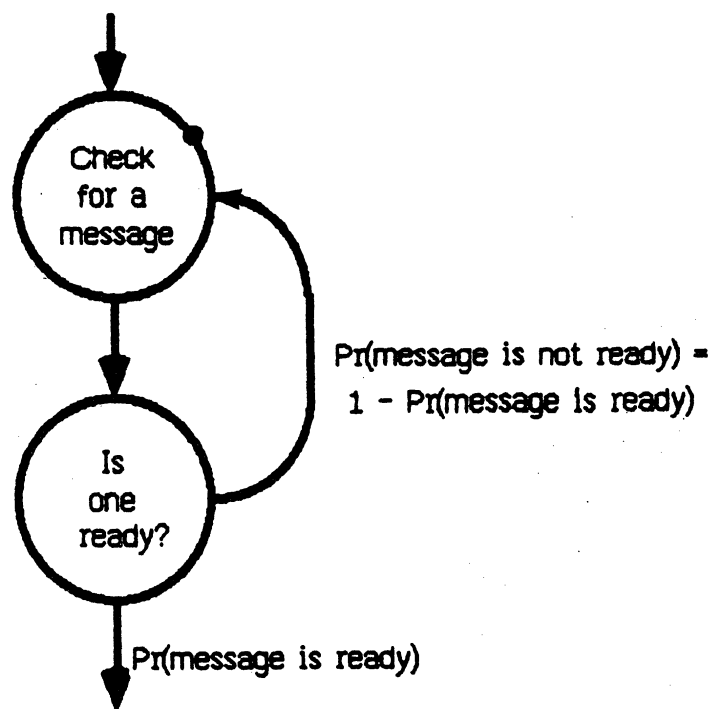 Check
for a
message
Pr(message is not ready) =
1 - Pr(message is ready)
Is
one
ready?
Pr(message is ready)